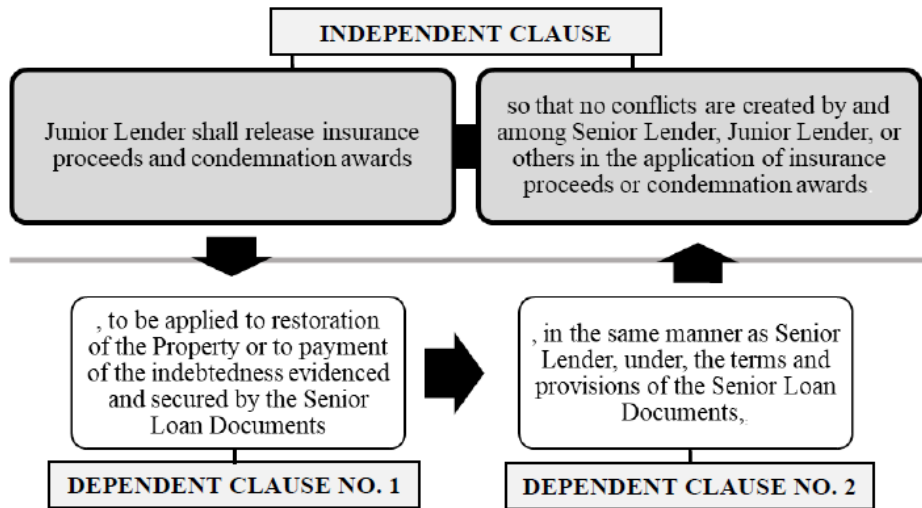 INDEPENDENT CLAUSE
Junior Lender shall release insurance
proceeds and condemnation awards
so that no conflicts are created by and
among Senior Lender, Junior Lender, or
others in the application of insurance
proceeds or condemnation awards.
, to be applied to restoration
of the Property or to payment
of the indebtedness evidenced
and secured by the Senior
Loan Documents
, in the same manner as Senior
Lender, under, the terms and
provisions of the Senior Loan
Documents,.
DEPENDENT CLAUSE NO. 1
DEPENDENT CLAUSE NO. 2